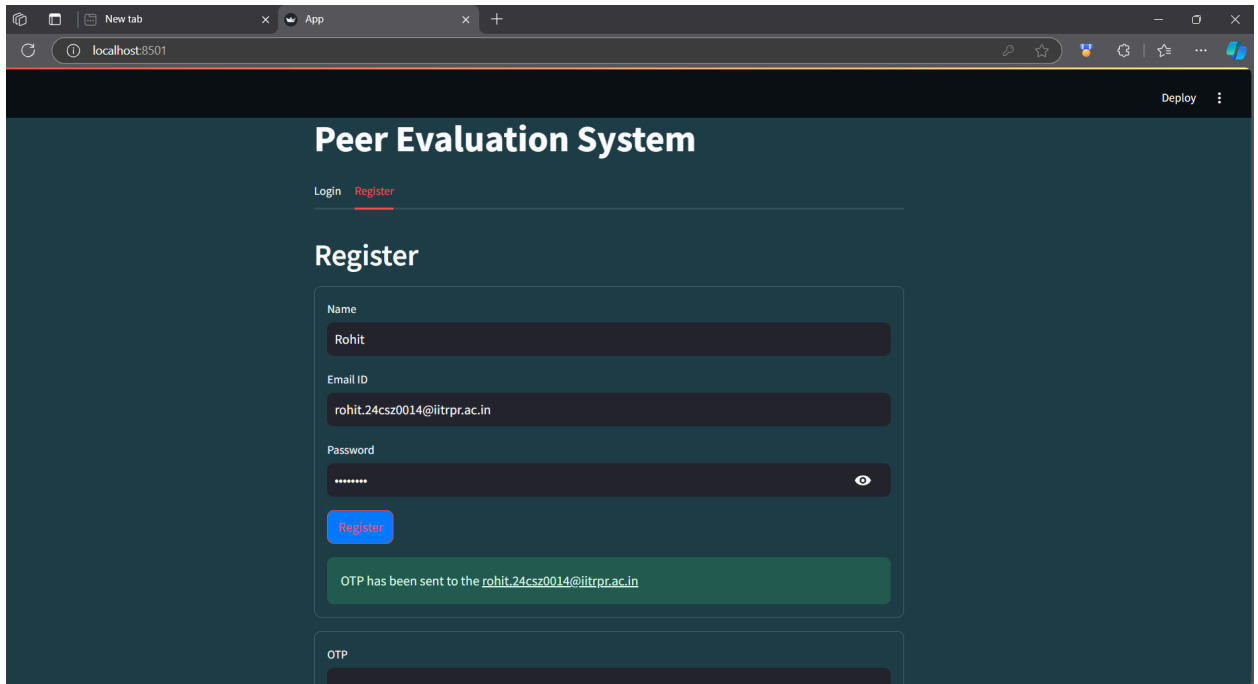 New tab
App
localhost:8501
Deploy
Peer Evaluation System
Login Register
Register
Name
Rohit
Email ID
rohit.24csz0014@iitrpr.ac.in
Password
••••••••
Register
OTP has been sent to the rohit.24csz0014@iitrpr.ac.in
OTP